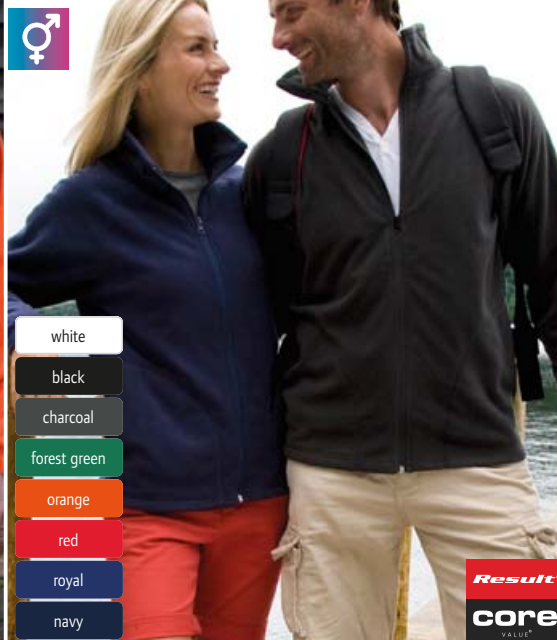 white
black
charcoal
forest green
orange
red
royal
navy
Result
core
VALUE®